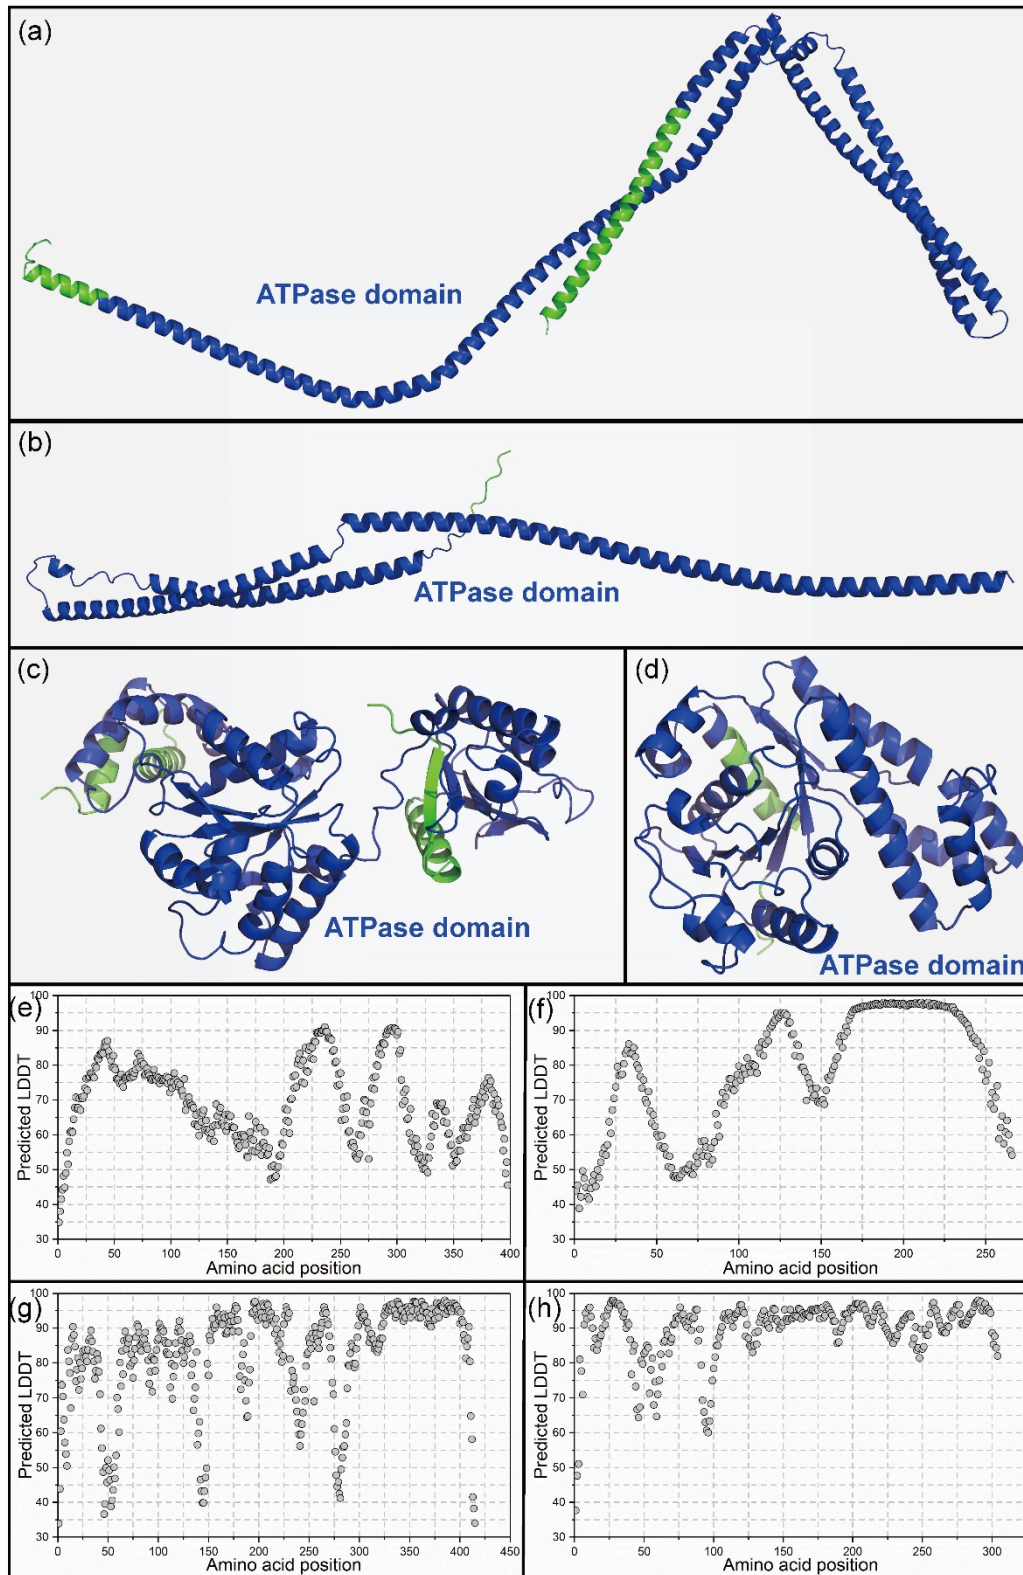 (a)
ATPase domain
(b)
ATPase domain
(c)
ATPase domain
(d)
ATPase domain
(e)
100
90
80
70
60
50
40
30
Predicted LDDT
0 50 100 150 200 250 300 350 400
Amino acid position
(f)
100
90
80
70
60
50
40
30
Predicted LDDT
0 50 100 150 200 250
Amino acid position
(g)
100
90
80
70
60
50
40
30
Predicted LDDT
0 50 100 150 200 250 300 350 400 450
Amino acid position
(h)
100
90
80
70
60
50
40
30
Predicted LDDT
0 50 100 150 200 250 300
Amino acid position